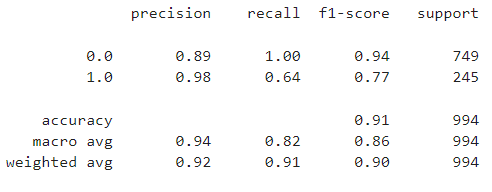 precision recall f1-score support
0.0 0.89 1.00 0.94 749
1.0 0.98 0.64 0.77 245
accuracy 0.91 994
macro avg 0.94 0.82 0.86 994
weighted avg 0.92 0.91 0.90 994